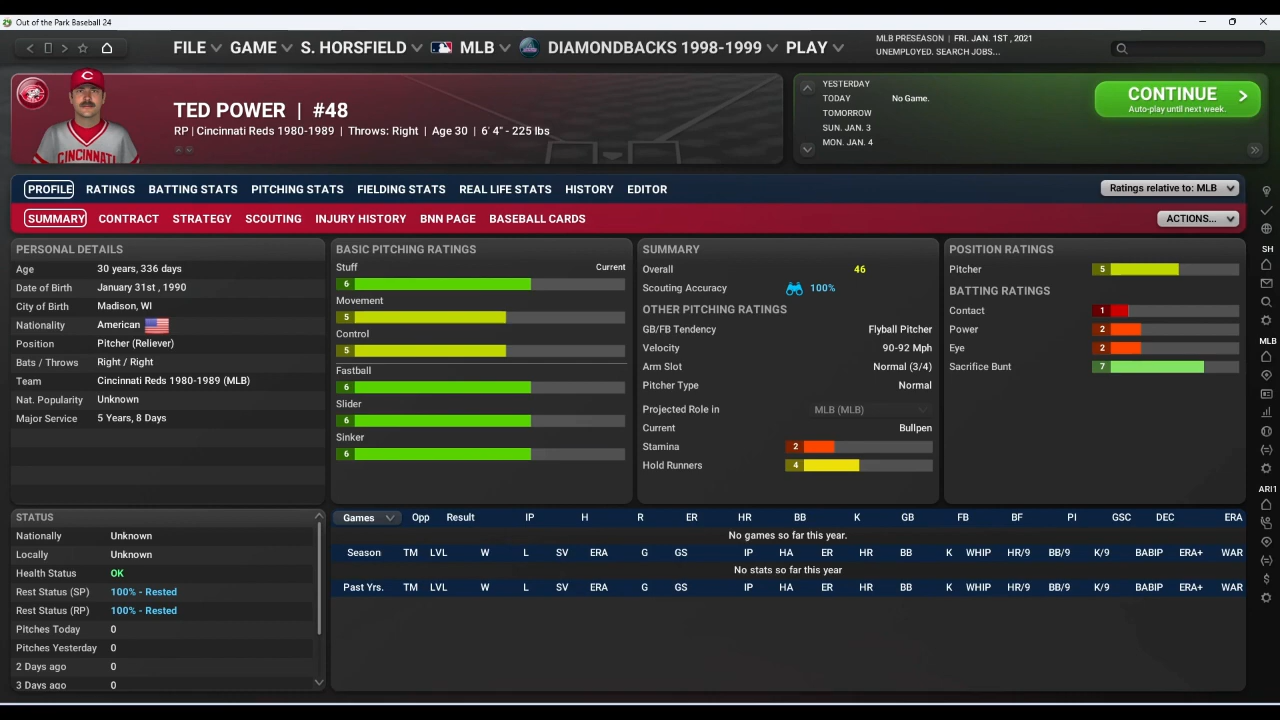 Out of the Park Baseball 24
FILE GAME S. HORSFIELD MLB DIAMONDBACKS 1998-1999 PLAY
MLB PRESEASON | FRI. JAN. 1ST , 2021
UNEMPLOYED. SEARCH JOBS...
TED POWER | #48
RP | Cincinnati Reds 1980-1989 | Throws: Right | Age 30 | 6' 4" - 225 lbs
CINCINNATI
YESTERDAY
TODAY No Game.
TOMORROW
SUN. JAN. 3
MON. JAN. 4
CONTINUE
Auto-play until next week.
PROFILE RATINGS BATTING STATS PITCHING STATS FIELDING STATS REAL LIFE STATS HISTORY EDITOR
Ratings relative to: MLB
SUMMARY CONTRACT STRATEGY SCOUTING INJURY HISTORY BNN PAGE BASEBALL CARDS
ACTIONS...
PERSONAL DETAILS
Age 30 years, 336 days
Date of Birth January 31st , 1990
City of Birth Madison, WI
Nationality American
Position Pitcher (Reliever)
Bats / Throws Right / Right
Team Cincinnati Reds 1980-1989 (MLB)
Nat. Popularity Unknown
Major Service 5 Years, 8 Days
BASIC PITCHING RATINGS
Stuff Current
6
Movement
5
Control
5
Fastball
6
Slider
6
Sinker
6
SUMMARY
Overall 46
Scouting Accuracy 100%
OTHER PITCHING RATINGS
GB/FB Tendency Flyball Pitcher
Velocity 90-92 Mph
Arm Slot Normal (3/4)
Pitcher Type Normal
Projected Role in MLB (MLB)
Current Bullpen
Stamina 2
Hold Runners 4
POSITION RATINGS
Pitcher 5
BATTING RATINGS
Contact 1
Power 2
Eye 2
Sacrifice Bunt 7
SH
MLB
ARI1
STATUS
Nationally Unknown
Locally Unknown
Health Status OK
Rest Status (SP) 100% - Rested
Rest Status (RP) 100% - Rested
Pitches Today 0
Pitches Yesterday 0
2 Days ago 0
3 Days ago 0
Games Opp Result IP H R ER HR BB K GB FB BF PI GSC DEC ERA
No games so far this year.
Season TM LVL W L SV ERA G GS IP HA ER HR BB K WHIP HR/9 BB/9 K/9 BABIP ERA+ WAR
No stats so far this year
Past Yrs. TM LVL W L SV ERA G GS IP HA ER HR BB K WHIP HR/9 BB/9 K/9 BABIP ERA+ WAR